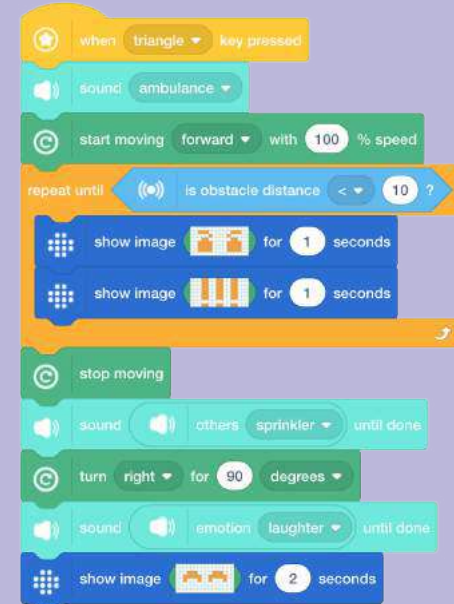 when triangle key pressed
sound ambulance
start moving forward with 100 % speed
repeat until is obstacle distance < 10 ?
show image for 1 seconds
show image for 1 seconds
stop moving
sound others sprinkler until done
turn right for 90 degrees
sound emotion laughter until done
show image for 2 seconds